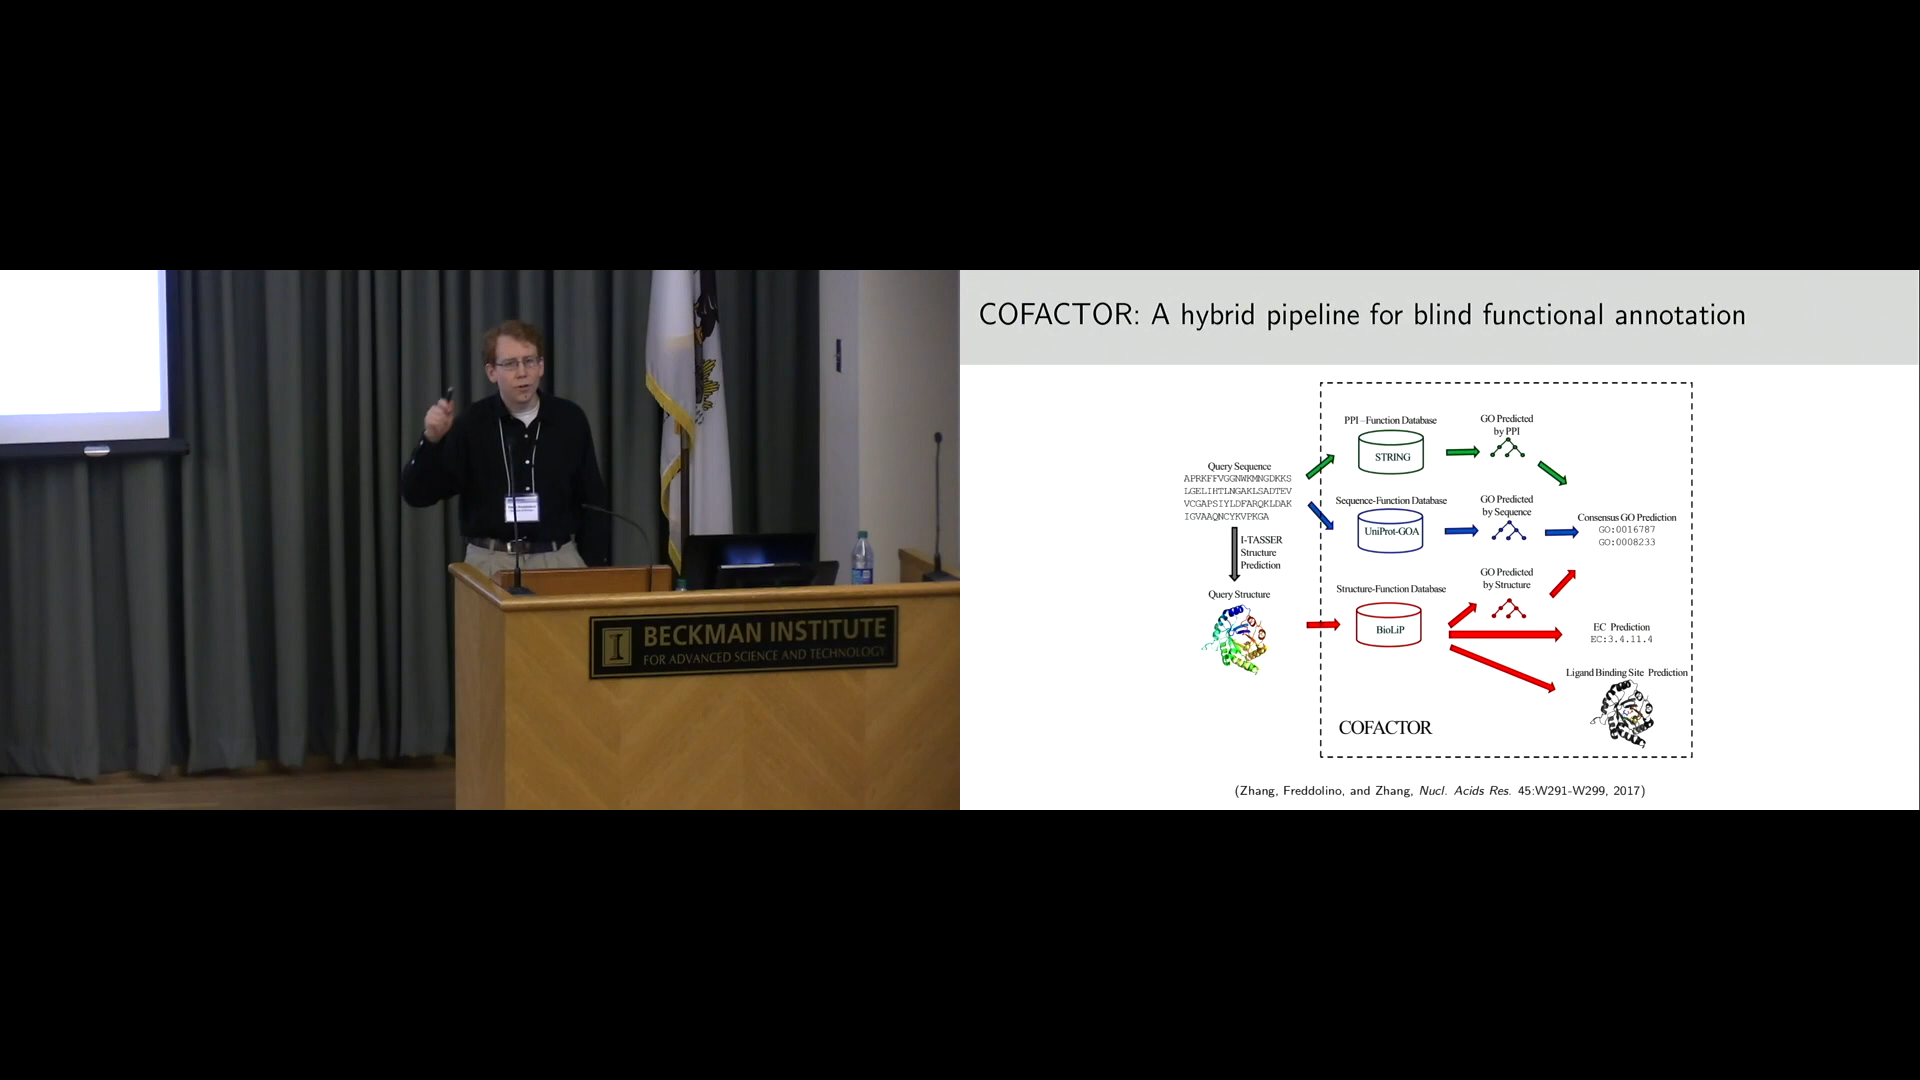 BECKMAN INSTITUTE
FOR ADVANCED SCIENCE AND TECHNOLOGY
COFACTOR: A hybrid pipeline for blind functional annotation
Query Sequence
APRKFFVGGNWKMNGDKKS
LGELIHTLNGAKLSADTEV
VCGAPSIYLDFARQKLDAK
IGVAAQNCYKVPKGA
I-TASSER
Structure
Prediction
Query Structure
PPI–Function Database
STRING
GO Predicted
by PPI
Sequence-Function Database
UniProt-GOA
GO Predicted
by Sequence
Consensus GO Prediction
GO:0016787
GO:0008233
Structure-Function Database
BioLiP
GO Predicted
by Structure
EC Prediction
EC:3.4.11.4
Ligand Binding Site Prediction
COFACTOR
(Zhang, Freddolino, and Zhang, Nucl. Acids Res. 45:W291-W299, 2017)